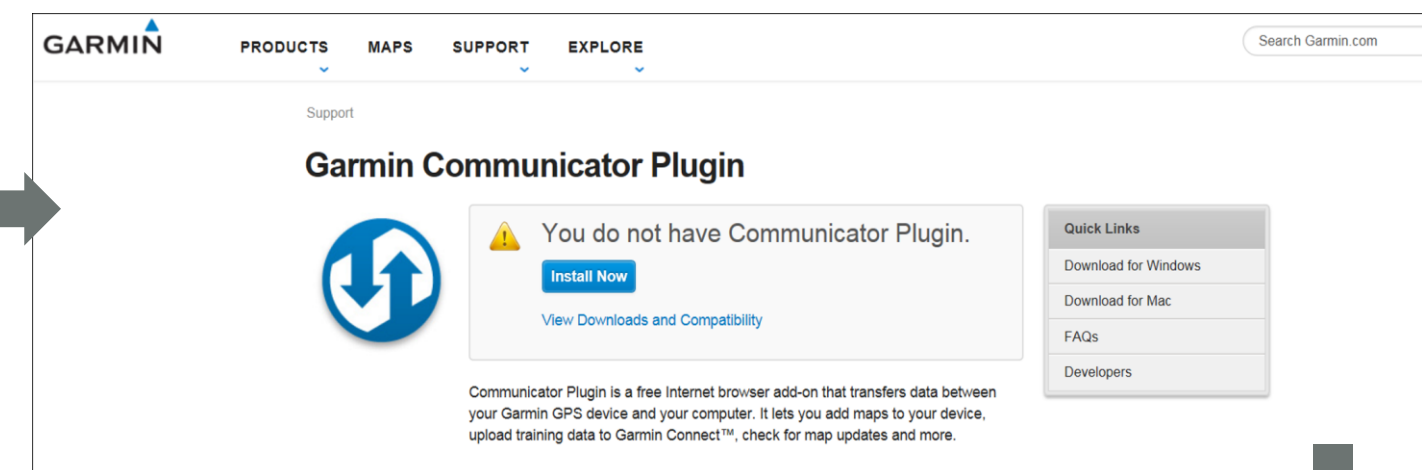 GARMIN
PRODUCTS MAPS SUPPORT EXPLORE
Search Garmin.com
Support
Garmin Communicator Plugin
You do not have Communicator Plugin.
Install Now
View Downloads and Compatibility
Quick Links
Download for Windows
Download for Mac
FAQs
Developers
Communicator Plugin is a free Internet browser add-on that transfers data between
your Garmin GPS device and your computer. It lets you add maps to your device,
upload training data to Garmin Connect™, check for map updates and more.